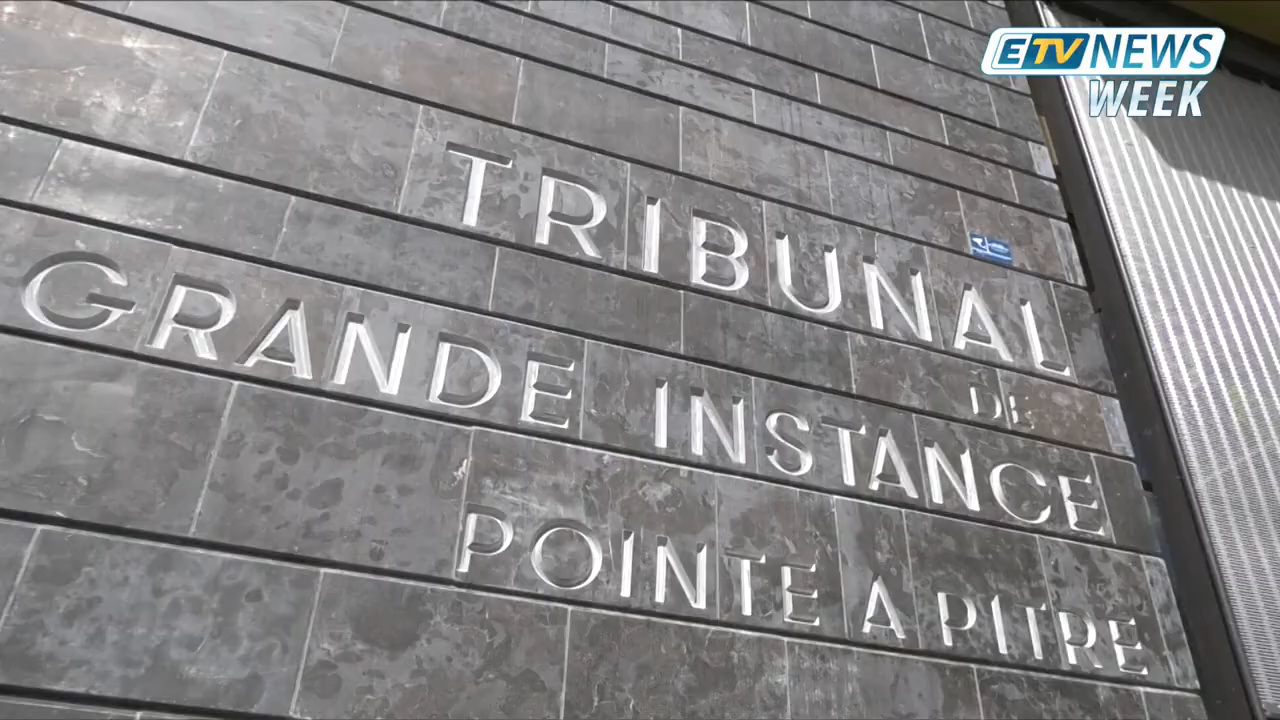 ETV NEWS
WEEK
TRIBUNAL
DE
GRANDE INSTANCE
POINTE A PITRE